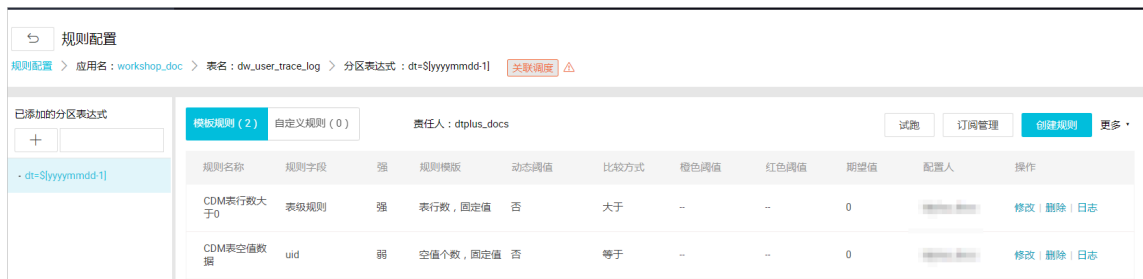 规则配置
规则配置 > 应用名：workshop_doc > 表名：dw_user_trace_log > 分区表达式 ：dt=$[yyyymmdd-1] 关联调度
已添加的分区表达式
- dt=$[yyyymmdd-1]
模板规则（2） 自定义规则（0） 责任人：dtplus_docs 试跑 订阅管理 创建规则 更多
规则名称 规则字段 强 规则模版 动态阈值 比较方式 橙色阈值 红色阈值 期望值 配置人 操作
CDM表行数大于0 表级规则 强 表行数，固定值 否 大于 -- -- 0 修改 | 删除 | 日志
CDM表空值数据 uid 弱 空值个数，固定值 否 等于 -- -- 0 修改 | 删除 | 日志